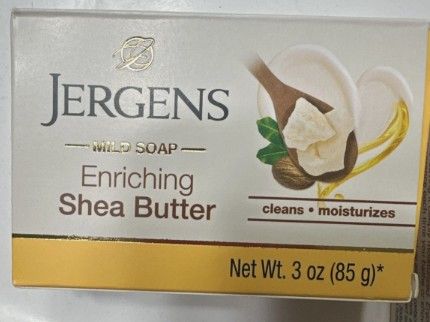 JERGENS
MILD SOAP
Enriching
Shea Butter
cleans • moisturizes
Net Wt. 3 oz (85 g)*